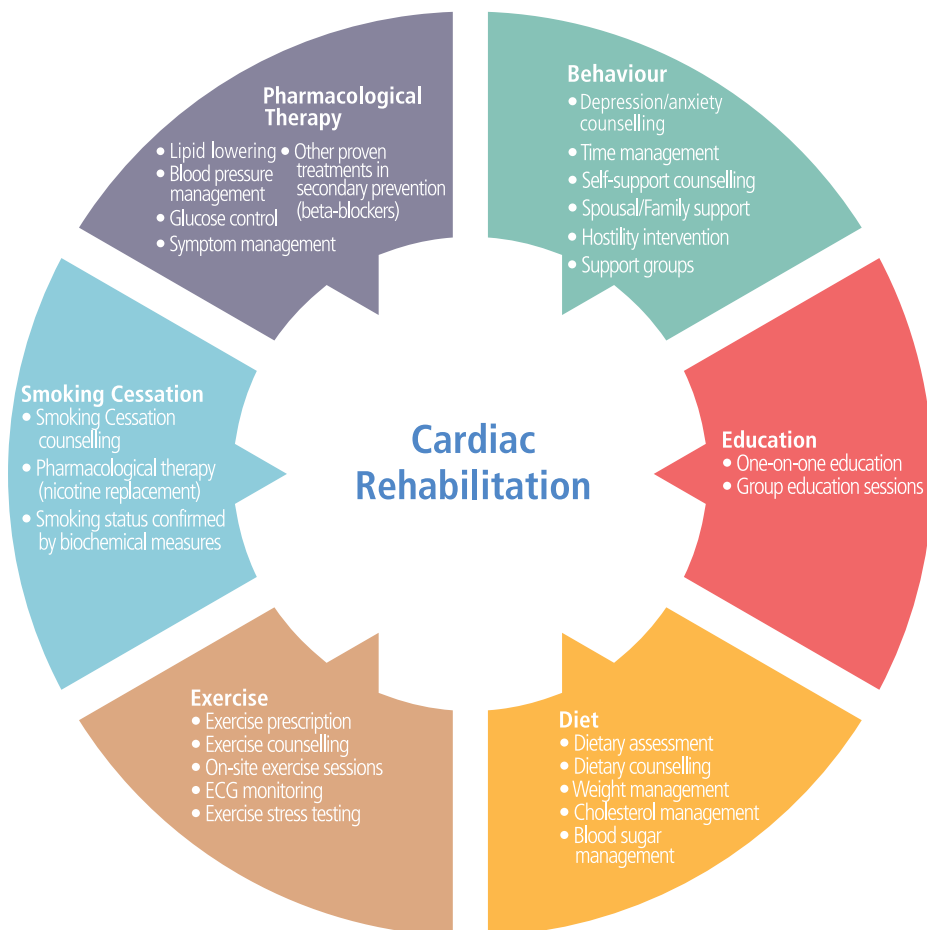 Pharmacological
Therapy
• Lipid lowering
• Blood pressure
management
• Glucose control
• Symptom management
• Other proven
treatments in
secondary prevention
(beta-blockers)
Behaviour
• Depression/anxiety
counselling
• Time management
• Self-support counselling
• Spousal/Family support
• Hostility intervention
• Support groups
Smoking Cessation
• Smoking Cessation
counselling
• Pharmacological therapy
(nicotine replacement)
• Smoking status confirmed
by biochemical measures
Cardiac
Rehabilitation
Education
• One-on-one education
• Group education sessions
Exercise
• Exercise prescription
• Exercise counselling
• On-site exercise sessions
• ECG monitoring
• Exercise stress testing
Diet
• Dietary assessment
• Dietary counselling
• Weight management
• Cholesterol management
• Blood sugar
management